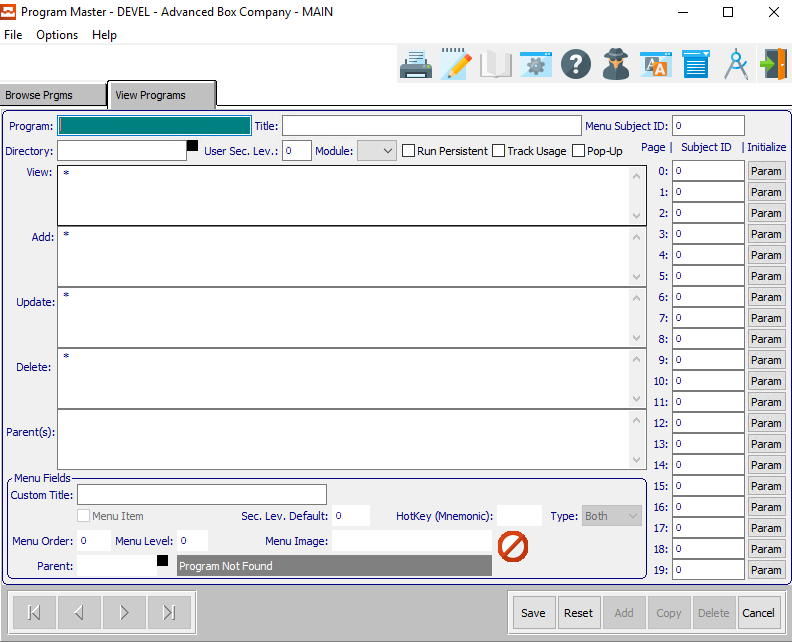 Program Master - DEVEL - Advanced Box Company - MAIN
File Options Help
Browse Prgms View Programs
Program: Title: Menu Subject ID: 0
Directory: User Sec. Lev.: 0 Module: Run Persistent Track Usage Pop-Up Page | Subject ID | Initialize
View: *
Add: *
Update: *
Delete: *
Parent(s):
0: 0 Param
1: 0 Param
2: 0 Param
3: 0 Param
4: 0 Param
5: 0 Param
6: 0 Param
7: 0 Param
8: 0 Param
9: 0 Param
10: 0 Param
11: 0 Param
12: 0 Param
13: 0 Param
14: 0 Param
15: 0 Param
16: 0 Param
17: 0 Param
18: 0 Param
19: 0 Param
Menu Fields
Custom Title:
Menu Item Sec. Lev. Default: 0 HotKey (Mnemonic): Type: Both
Menu Order: 0 Menu Level: 0 Menu Image:
Parent: Program Not Found
Save Reset Add Copy Delete Cancel